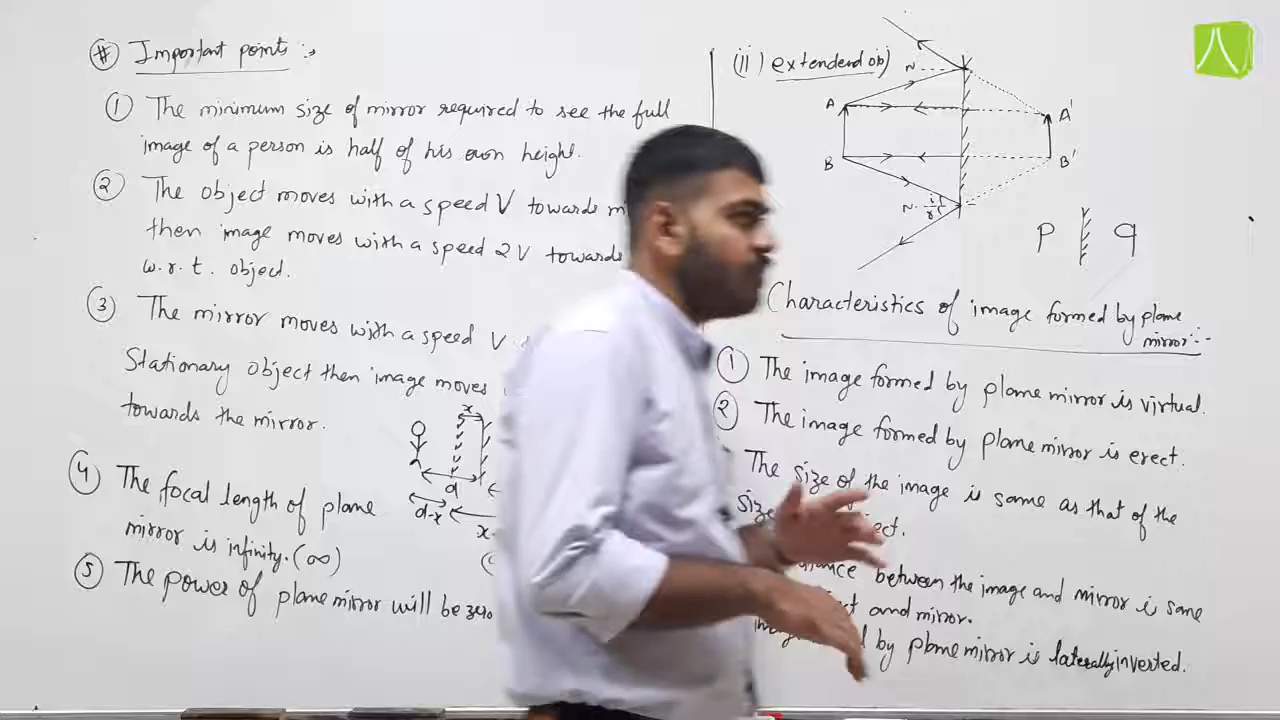 # Important points :-
① The minimum size of mirror required to see the full
image of a person is half of his own height.
② The object moves with a speed V towards
then image moves with a speed 2V towards
w.r.t. object.
③ The mirror moves with a speed V
Stationary object then image moves
towards the mirror.
x
d
d-x
x-
④ The focal length of plane
mirror is infinity. (∞)
⑤ The power of plane mirror will be zero
(ii) extended obj
N
A
A'
B
B'
N
i
r
P
q
Characteristics of image formed by plane
mirror :-
① The image formed by plane mirror is virtual.
② The image formed by plane mirror is erect.
The size of the image is same as that of the
size
between the image and mirror is same
and mirror.
by plane mirror is laterally inverted.